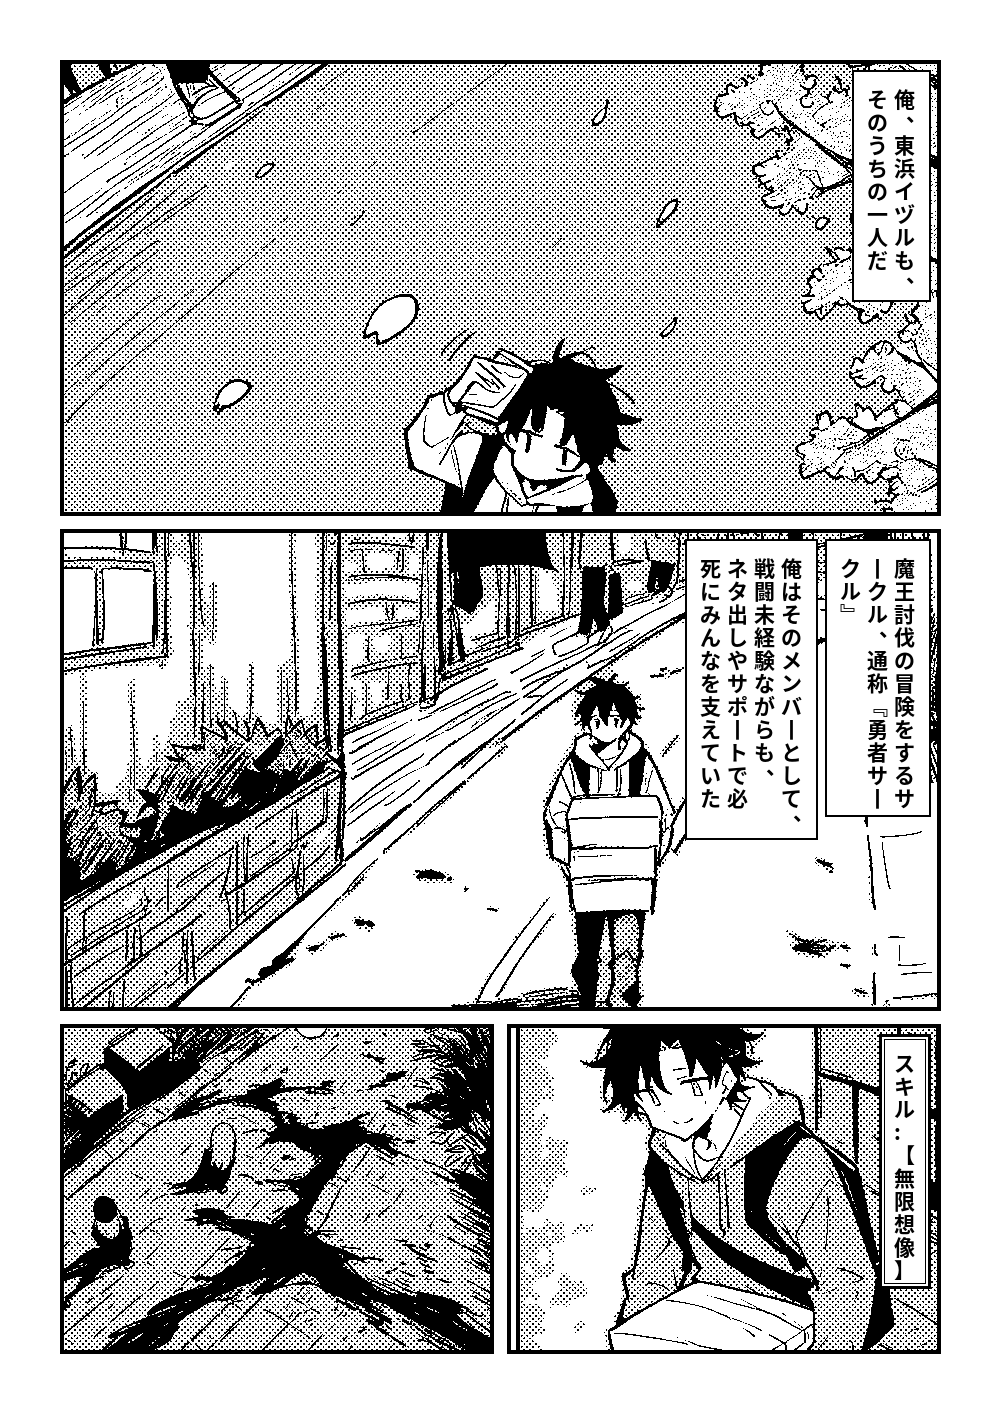 俺、東浜イヅルも、
そのうちの一人だ
魔王討伐の冒険をするサ
ークル、通称『勇者サー
クル』
俺はそのメンバーとして、
戦闘未経験ながらも、
ネタ出しやサポートで必
死にみんなを支えていた
スキル:【無限想像】